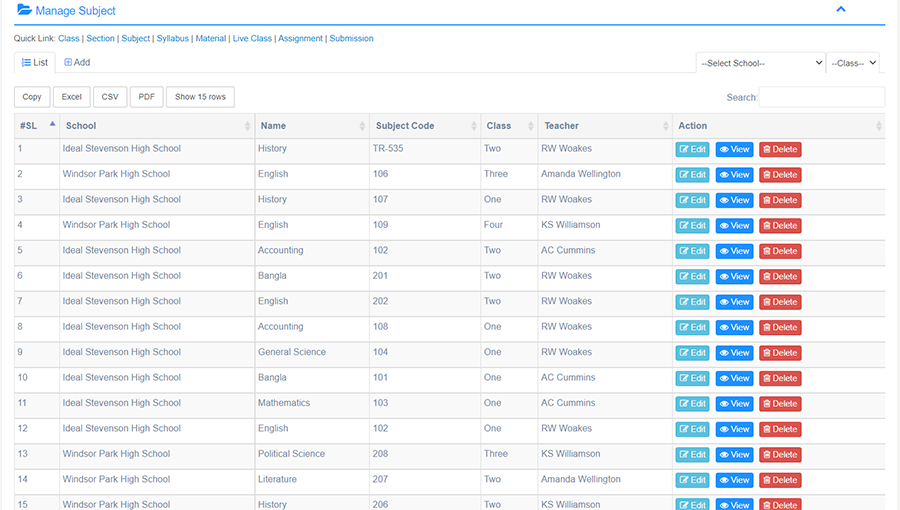 Manage Subject
Quick Link: Class | Section | Subject | Syllabus | Material | Live Class | Assignment | Submission
List Add --Select School-- --Class--
Copy Excel CSV PDF Show 15 rows Search:
#SL School Name Subject Code Class Teacher Action
1 Ideal Stevenson High School History TR-535 Two RW Woakes Edit View Delete
2 Windsor Park High School English 106 Three Amanda Wellington Edit View Delete
3 Ideal Stevenson High School History 107 One RW Woakes Edit View Delete
4 Windsor Park High School English 109 Four KS Williamson Edit View Delete
5 Ideal Stevenson High School Accounting 102 Two AC Cummins Edit View Delete
6 Ideal Stevenson High School Bangla 201 Two RW Woakes Edit View Delete
7 Ideal Stevenson High School English 202 Two RW Woakes Edit View Delete
8 Ideal Stevenson High School Accounting 108 One RW Woakes Edit View Delete
9 Ideal Stevenson High School General Science 104 One RW Woakes Edit View Delete
10 Ideal Stevenson High School Bangla 101 One AC Cummins Edit View Delete
11 Ideal Stevenson High School Mathematics 103 One AC Cummins Edit View Delete
12 Ideal Stevenson High School English 102 One RW Woakes Edit View Delete
13 Windsor Park High School Political Science 208 Three KS Williamson Edit View Delete
14 Windsor Park High School Literature 207 Two Amanda Wellington Edit View Delete
15 Windsor Park High School History 206 Two KS Williamson Edit View Delete